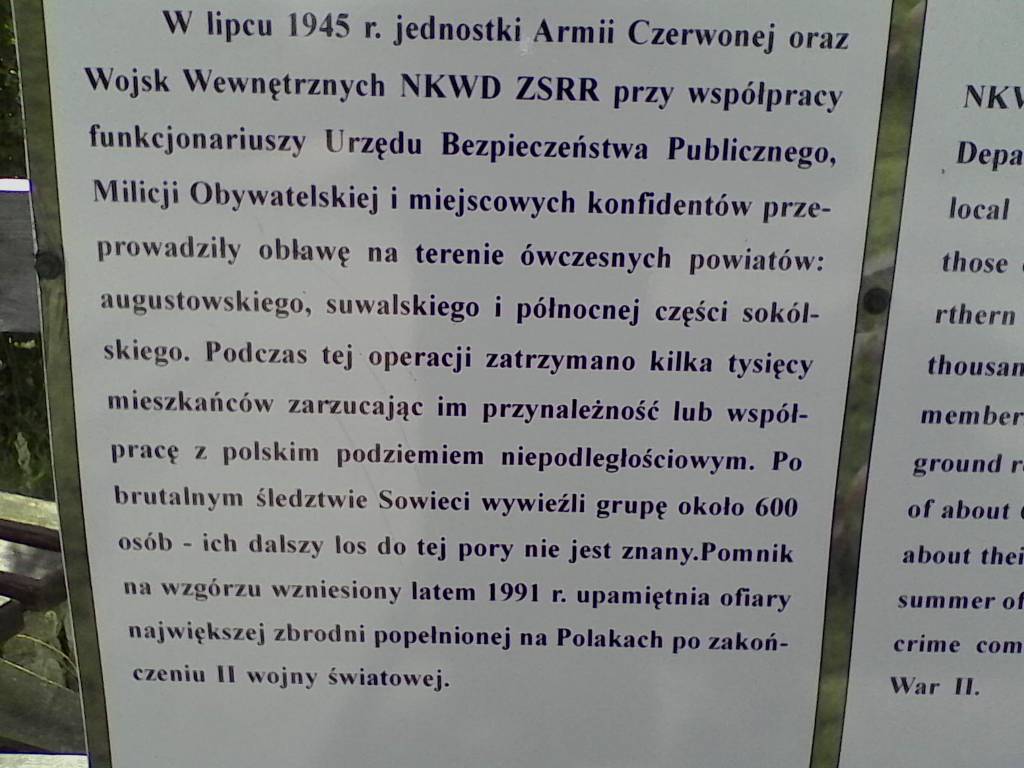 W lipcu 1945 r. jednostki Armii Czerwonej oraz
Wojsk Wewnętrznych NKWD ZSRR przy współpracy
funkcjonariuszy Urzędu Bezpieczeństwa Publicznego,
Milicji Obywatelskiej i miejscowych konfidentów prze-
prowadziły obławę na terenie ówczesnych powiatów:
augustowskiego, suwalskiego i północnej części sokól-
skiego. Podczas tej operacji zatrzymano kilka tysięcy
mieszkańców zarzucając im przynależność lub współ-
pracę z polskim podziemiem niepodległościowym. Po
brutalnym śledztwie Sowieci wywieźli grupę około 600
osób - ich dalszy los do tej pory nie jest znany.Pomnik
na wzgórzu wzniesiony latem 1991 r. upamiętnia ofiary
największej zbrodni popełnionej na Polakach po zakoń-
czeniu II wojny światowej.
NKV
Depa
local
those
rthern
thousan
member
ground r
of about
about thei
summer of
crime com
War II.